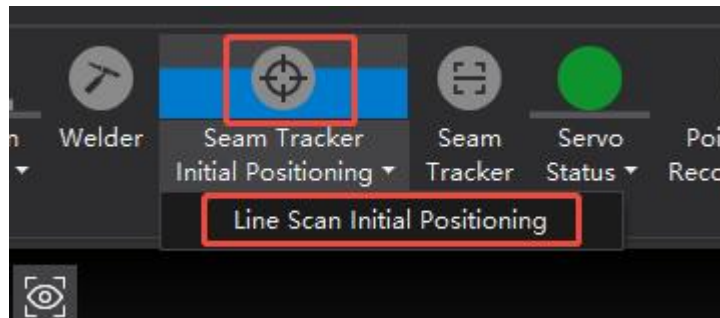 Welder
Seam Tracker
Initial Positioning
Seam
Tracker
Servo
Status
Line Scan Initial Positioning